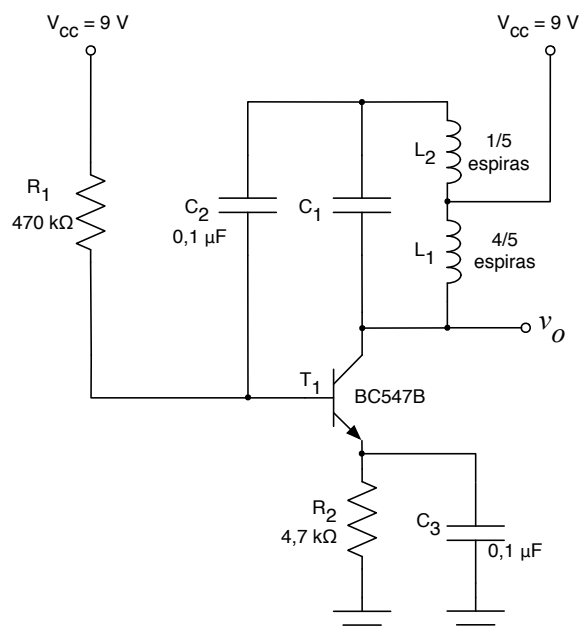 V_CC = 9 V
V_CC = 9 V
L_2
1/5
espiras
R_1
470 kΩ
C_2
0,1 µF
C_1
L_1
4/5
espiras
v_o
T_1
BC547B
R_2
4,7 kΩ
C_3
0,1 µF